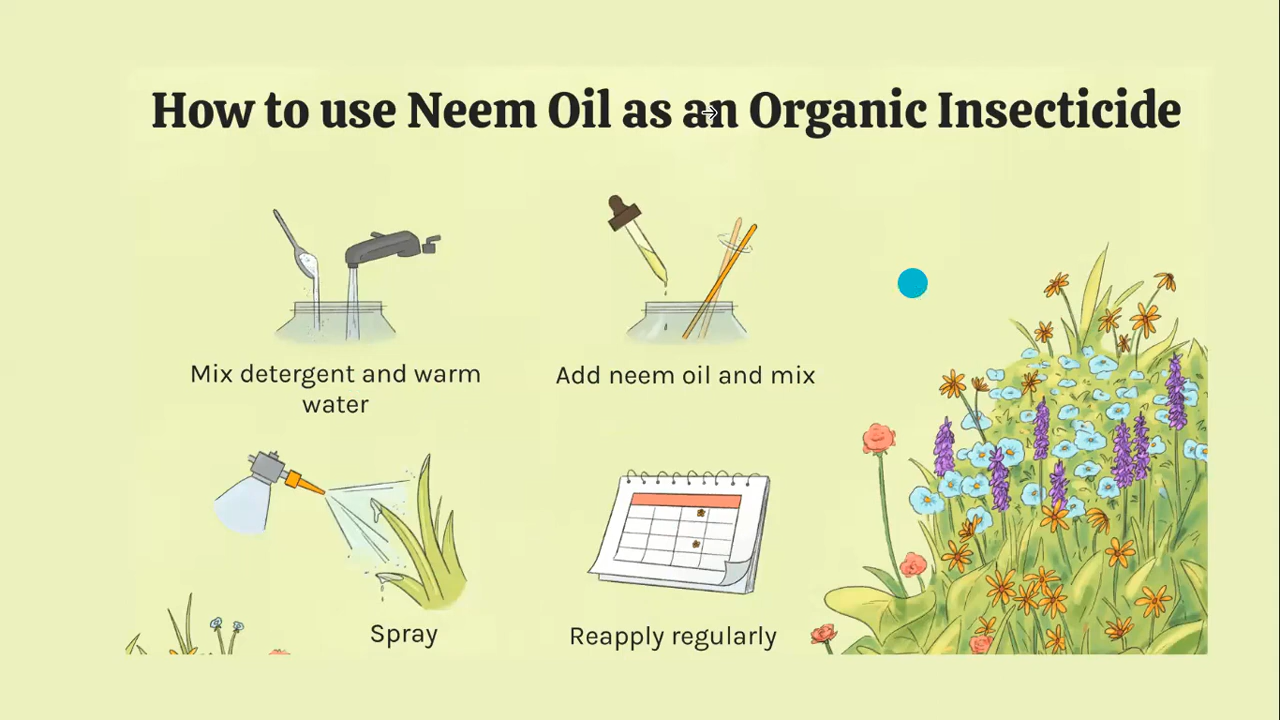 How to use Neem Oil as an Organic Insecticide
Mix detergent and warm
water
Add neem oil and mix
Spray
Reapply regularly